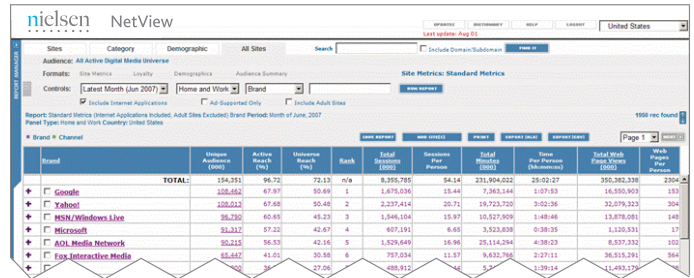 nielsen NetView
UPDATES DICTIONARY HELP LOGOUT United States
Last update: Aug 01
Sites Category Demographic All Sites Search Include Domain/Subdomain FIND IT
REPORT MANAGER
Audience: All Active Digital Media Universe
Formats: Site Metrics Loyalty Demographics Audience Summary Site Metrics: Standard Metrics
Controls: Latest Month (Jun 2007) Home and Work Brand RUN REPORT
Include Internet Applications Ad-Supported Only Include Adult Sites
Report: Standard Metrics (Internet Applications Included, Adult Sites Excluded) Brand Period: Month of June, 2007 1950 rec found
Panel Type: Home and Work Country: United States
Brand Channel SAVE REPORT PRINT EXPORT (XLS) EXPORT (CSV) Page 1 NEXT
Brand Unique Audience (000) Active Reach (%) Universe Reach (%) Rank Total Sessions (000) Sessions Per Person Total Minutes (000) Time Per Person (hh:mm:ss) Total Web Page Views (000) Web Pages Per Person
TOTAL: 154,351 96.72 72.13 n/a 8,355,785 54.14 231,904,022 25:02:27 350,382,338 2304
+ Google 108,462 67.97 50.69 1 1,675,036 15.44 7,363,144 1:07:53 16,550,903 153
+ Yahoo! 108,013 67.68 50.48 2 2,237,414 20.71 19,723,720 3:02:36 32,079,323 304
+ MSN/Windows Live 96,790 60.65 45.23 3 1,546,104 15.97 10,527,909 1:48:46 13,878,081 148
+ Microsoft 91,317 57.22 42.67 4 607,191 6.65 3,523,838 0:38:35 1,120,531 17
+ AOL Media Network 90,215 56.53 42.16 5 1,529,649 16.96 25,114,294 4:38:23 8,537,332 102
+ Fox Interactive Media 65,447 41.01 30.58 6 757,034 11.57 9,632,786 2:27:11 36,515,291 564
27.06 488,912 1:39:14 11,493,179